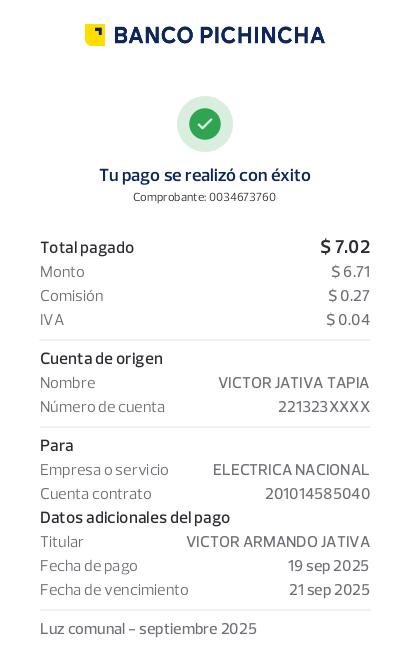 BANCO PICHINCHA
Tu pago se realizó con éxito
Comprobante: 0034673760
Total pagado $ 7.02
Monto $ 6.71
Comisión $ 0.27
IVA $ 0.04
Cuenta de origen
Nombre VICTOR JATIVA TAPIA
Número de cuenta 221323XXXX
Para
Empresa o servicio ELECTRICA NACIONAL
Cuenta contrato 201014585040
Datos adicionales del pago
Titular VICTOR ARMANDO JATIVA
Fecha de pago 19 sep 2025
Fecha de vencimiento 21 sep 2025
Luz comunal - septiembre 2025